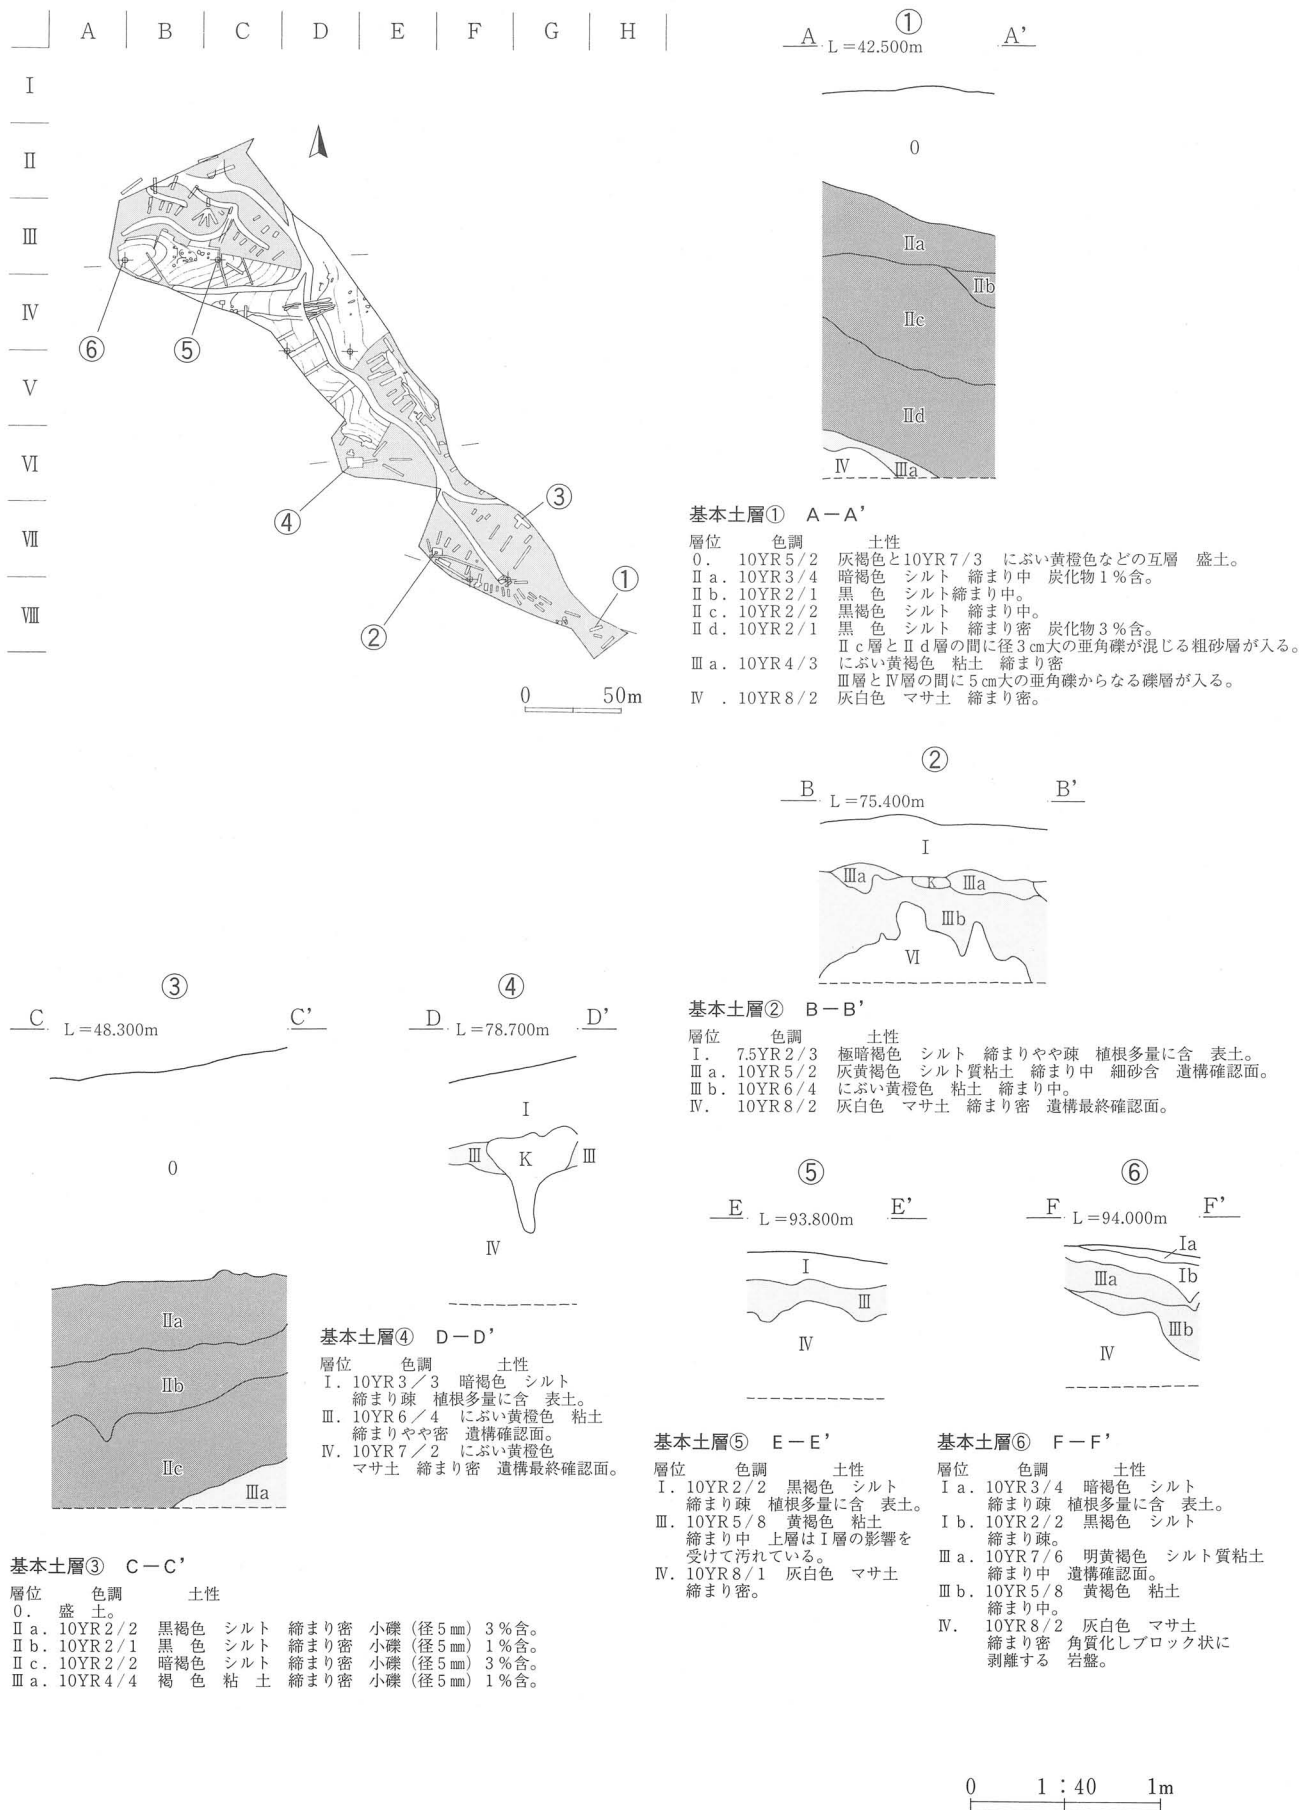 A B C D E F G H
Ⅰ
Ⅱ
Ⅲ
Ⅳ
Ⅴ
Ⅵ
Ⅶ
Ⅷ
⑥
⑤
④
③
②
①
0 50m
①
A L=42.500m A'
0
Ⅱa
Ⅱb
Ⅱc
Ⅱd
Ⅳ Ⅲa
基本土層① A－A'
層位 色調 土性
0. 10YR5/2 灰褐色と10YR7/3 にぶい黄橙色などの互層 盛土。
Ⅱa. 10YR3/4 暗褐色 シルト 締まり中 炭化物1％含。
Ⅱb. 10YR2/1 黒 色 シルト締まり中。
Ⅱc. 10YR2/2 黒褐色 シルト 締まり中。
Ⅱd. 10YR2/1 黒 色 シルト 締まり密 炭化物3％含。
Ⅱc層とⅡd層の間に径3㎝大の亜角礫が混じる粗砂層が入る。
Ⅲa. 10YR4/3 にぶい黄褐色 粘土 締まり密
Ⅲ層とⅣ層の間に5㎝大の亜角礫からなる礫層が入る。
Ⅳ . 10YR8/2 灰白色 マサ土 締まり密。
②
B L=75.400m B'
Ⅰ
Ⅲa K Ⅲa
Ⅲb
Ⅵ
基本土層② B－B'
層位 色調 土性
Ⅰ. 7.5YR2/3 極暗褐色 シルト 締まりやや疎 植根多量に含 表土。
Ⅲa. 10YR5/2 灰黄褐色 シルト質粘土 締まり中 細砂含 遺構確認面。
Ⅲb. 10YR6/4 にぶい黄橙色 粘土 締まり中。
Ⅳ. 10YR8/2 灰白色 マサ土 締まり密 遺構最終確認面。
③
C L=48.300m C'
0
Ⅱa
Ⅱb
Ⅱc
Ⅲa
基本土層③ C－C'
層位 色調 土性
0. 盛 土。
Ⅱa. 10YR2/2 黒褐色 シルト 締まり密 小礫（径5㎜）3％含。
Ⅱb. 10YR2/1 黒 色 シルト 締まり密 小礫（径5㎜）1％含。
Ⅱc. 10YR2/2 暗褐色 シルト 締まり密 小礫（径5㎜）3％含。
Ⅲa. 10YR4/4 褐 色 粘 土 締まり密 小礫（径5㎜）1％含。
④
D L=78.700m D'
Ⅰ
Ⅲ K Ⅲ
Ⅳ
基本土層④ D－D'
層位 色調 土性
Ⅰ. 10YR3／3 暗褐色 シルト
締まり疎 植根多量に含 表土。
Ⅲ. 10YR6／4 にぶい黄橙色 粘土
締まりやや密 遺構確認面。
Ⅳ. 10YR7／2 にぶい黄橙色
マサ土 締まり密 遺構最終確認面。
⑤
E L=93.800m E'
Ⅰ
Ⅲ
Ⅳ
基本土層⑤ E－E'
層位 色調 土性
Ⅰ. 10YR2/2 黒褐色 シルト
締まり疎 植根多量に含 表土。
Ⅲ. 10YR5/8 黄褐色 粘土
締まり中 上層はⅠ層の影響を
受けて汚れている。
Ⅳ. 10YR8/1 灰白色 マサ土
締まり密。
⑥
F L=94.000m F'
Ⅰa
Ⅰb
Ⅲa
Ⅲb
Ⅳ
基本土層⑥ F－F'
層位 色調 土性
Ⅰa. 10YR3/4 暗褐色 シルト
締まり疎 植根多量に含 表土。
Ⅰb. 10YR2/2 黒褐色 シルト
締まり疎。
Ⅲa. 10YR7/6 明黄褐色 シルト質粘土
締まり中 遺構確認面。
Ⅲb. 10YR5/8 黄褐色 粘土
締まり中。
Ⅳ. 10YR8/2 灰白色 マサ土
締まり密 角質化しブロック状に
剥離する 岩盤。
0 1：40 1m